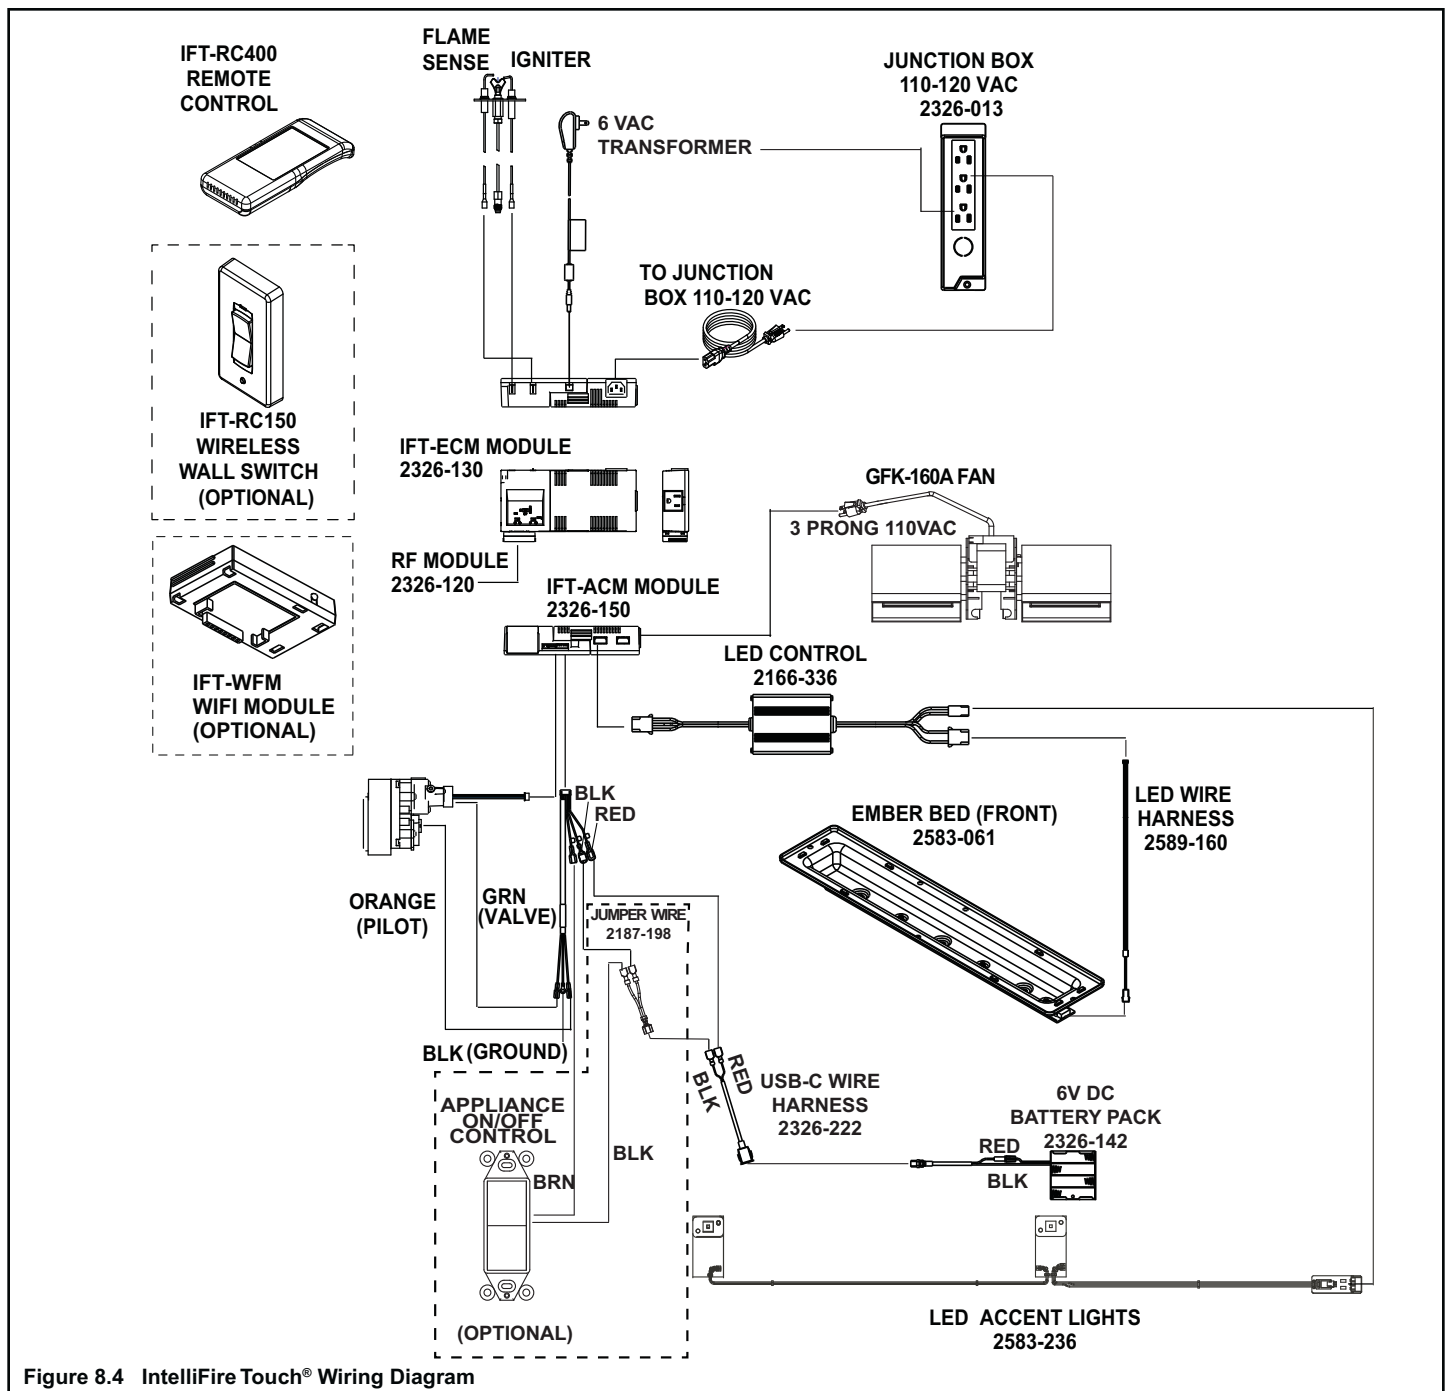 IFT-RC400
REMOTE
CONTROL
FLAME
SENSE
IGNITER
6 VAC
TRANSFORMER
JUNCTION BOX
110-120 VAC
2326-013
TO JUNCTION
BOX 110-120 VAC
IFT-RC150
WIRELESS
WALL SWITCH
(OPTIONAL)
IFT-ECM MODULE
2326-130
RF MODULE
2326-120
GFK-160A FAN
3 PRONG 110VAC
IFT-ACM MODULE
2326-150
IFT-WFM
WIFI MODULE
(OPTIONAL)
LED CONTROL
2166-336
BLK
RED
ORANGE
(PILOT)
GRN
(VALVE)
JUMPER WIRE
2187-198
EMBER BED (FRONT)
2583-061
LED WIRE
HARNESS
2589-160
BLK (GROUND)
RED
BLK
USB-C WIRE
HARNESS
2326-222
6V DC
BATTERY PACK
2326-142
RED
BLK
APPLIANCE
ON/OFF
CONTROL
BRN
BLK
(OPTIONAL)
LED ACCENT LIGHTS
2583-236
Figure 8.4 IntelliFire Touch® Wiring Diagram